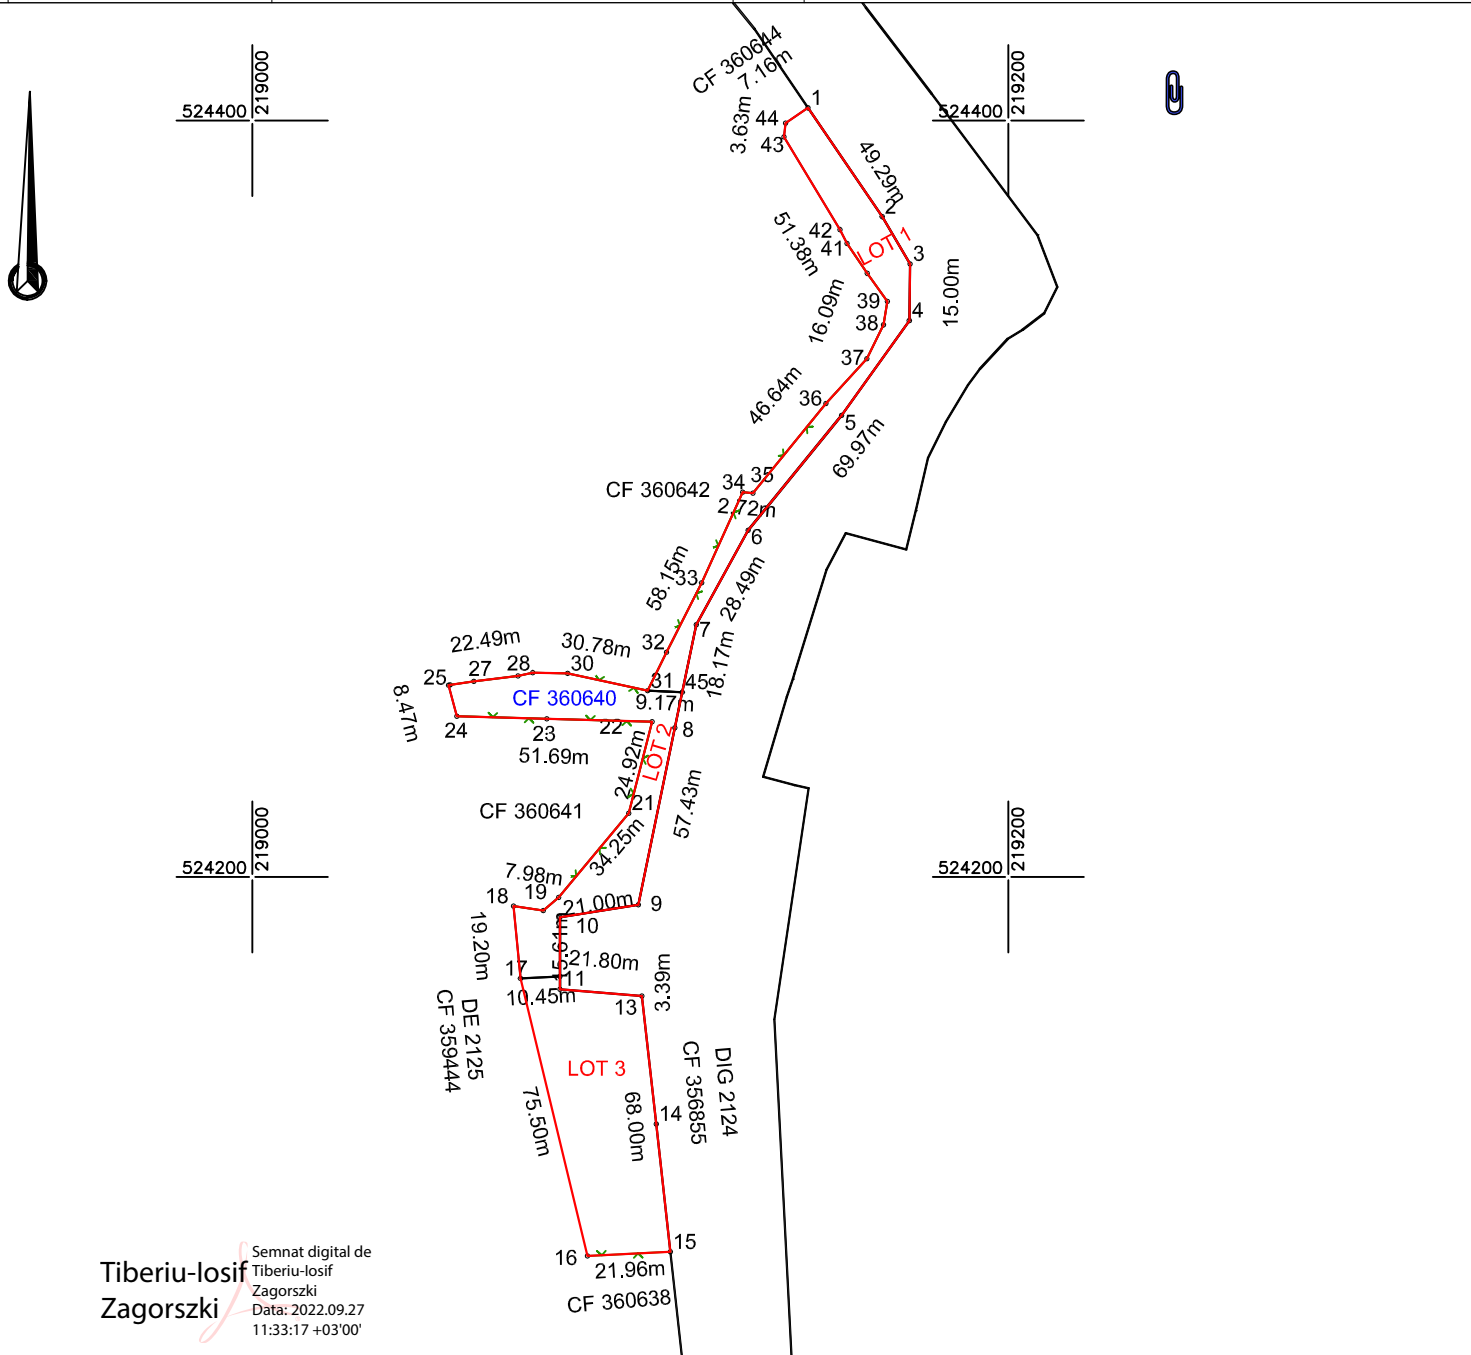 CF 360644
7.16m
219000
219200
524400
524400
1
44
3.63m
43
49.29m
2
42
51.38m
41
LOT 1
3
39
16.09m
15.00m
38
4
37
46.64m
36
5
69.97m
34
35
CF 360642
2.72m
6
58.15m
33
28.49m
7
32
18.17m
22.49m
30.78m
25
27
28
30
31
45
CF 360640
9.17m
8.47m
24
23
22
8
51.69m
24.92m
LOT 2
57.43m
CF 360641
21
34.25m
219000
219200
524200
524200
7.98m
18
19
21.00m
9
10
19.20m
15.61m
21.80m
17
11
10.45m
3.39m
13
DE 2125
CF 359444
LOT 3
DIG 2124
CF 356855
75.50m
68.00m
14
15
16
21.96m
CF 360638
Tiberiu-Iosif
Zagorszki
Semnat digital de
Tiberiu-Iosif
Zagorszki
Data: 2022.09.27
11:33:17 +03'00'